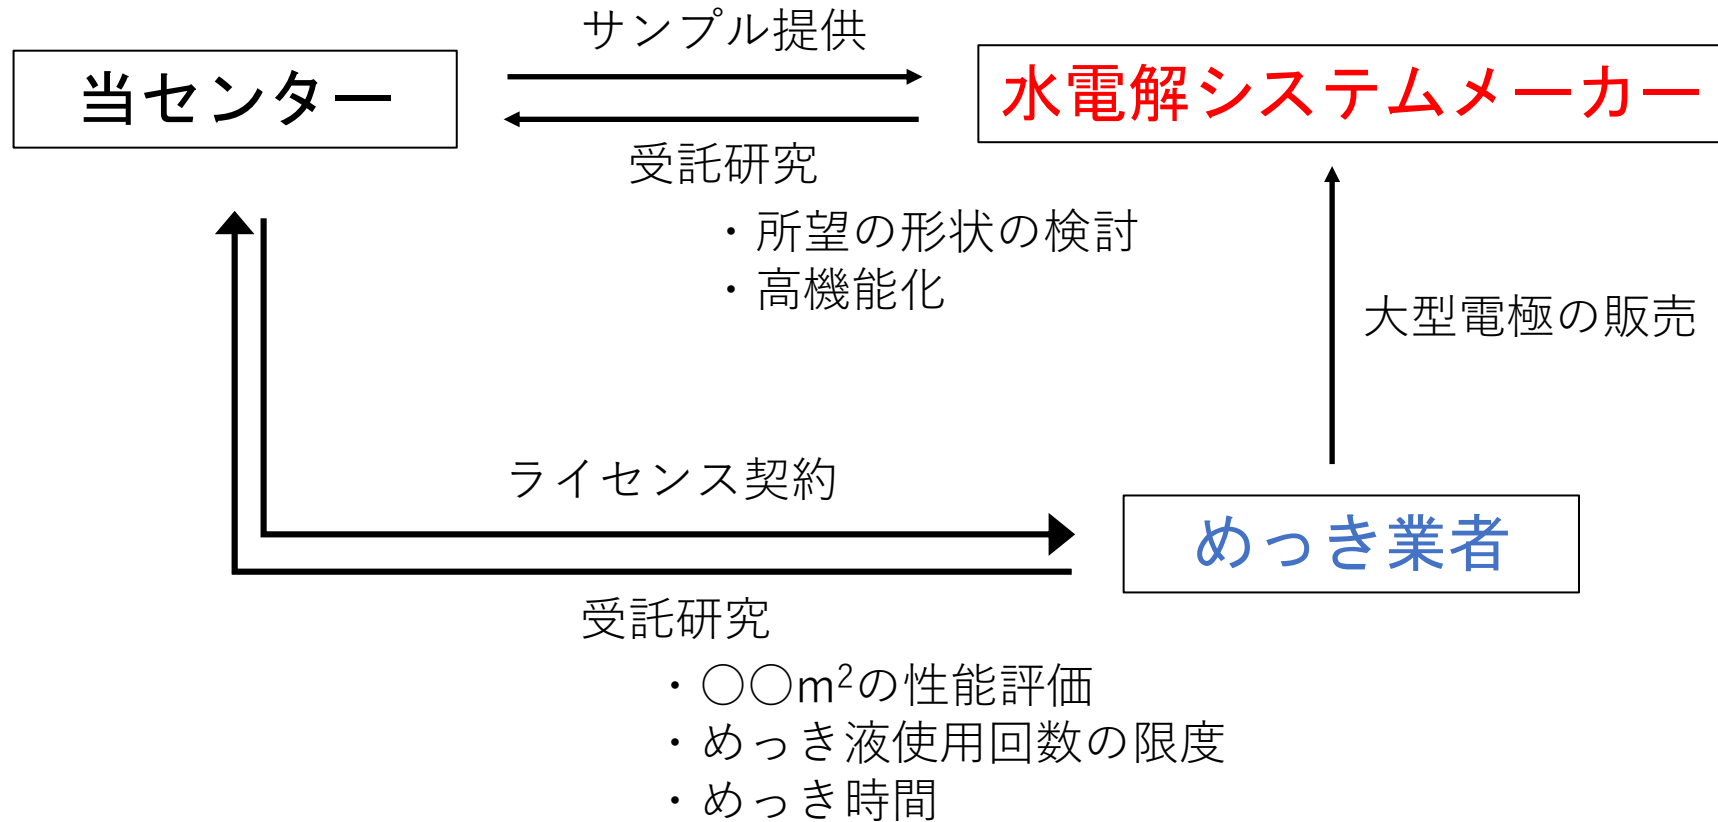 サンプル提供
当センター
水電解システムメーカー
受託研究
・所望の形状の検討
・高機能化
大型電極の販売
ライセンス契約
めっき業者
受託研究
・〇〇m²の性能評価
・めっき液使用回数の限度
・めっき時間